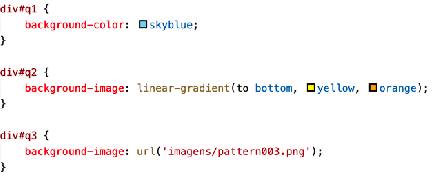 div#q1 {
    background-color: skyblue;
}
div#q2 {
    background-image: linear-gradient(to bottom, yellow, orange);
}
div#q3 {
    background-image: url('imagens/pattern003.png');
}